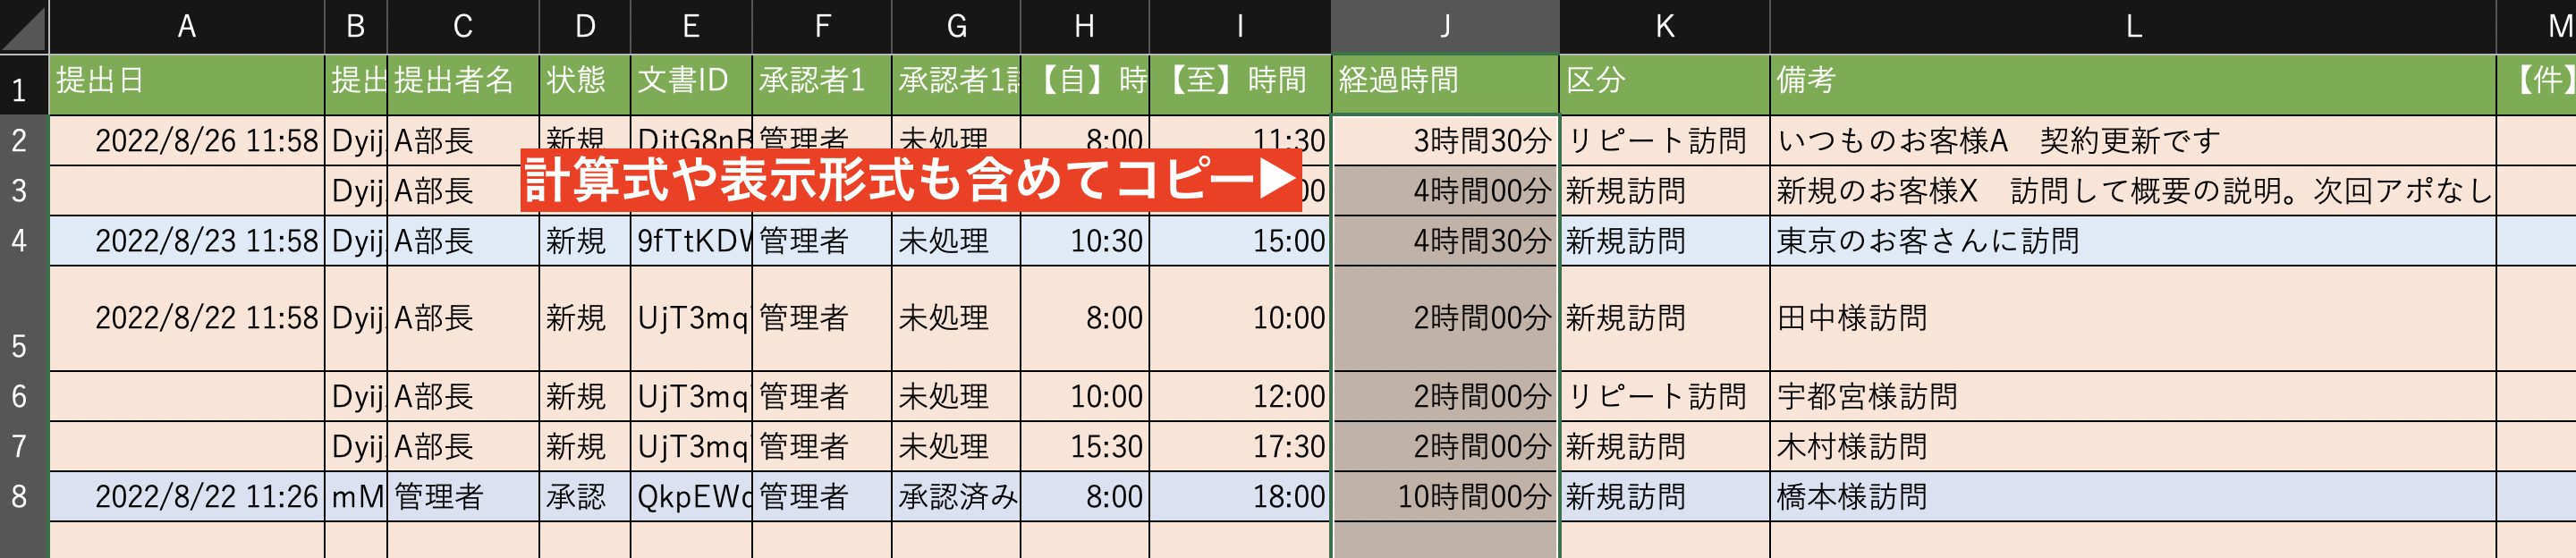 A B C D E F G H I J K L M
1 提出日 提出 提出者名 状態 文書ID 承認者1 承認者1 【自】時 【至】時間 経過時間 区分 備考 【件】
2 2022/8/26 11:58 Dyij A部長 新規 DjtG8nB 管理者 未処理 8:00 11:30 3時間30分 リピート訪問 いつものお客様A　契約更新です
計算式や表示形式も含めてコピー▶
3 Dyij A部長 00 4時間00分 新規訪問 新規のお客様X　訪問して概要の説明。次回アポなし
4 2022/8/23 11:58 Dyij A部長 新規 9fTtKDW 管理者 未処理 10:30 15:00 4時間30分 新規訪問 東京のお客さんに訪問
5 2022/8/22 11:58 Dyij A部長 新規 UjT3mq 管理者 未処理 8:00 10:00 2時間00分 新規訪問 田中様訪問
6 Dyij A部長 新規 UjT3mq 管理者 未処理 10:00 12:00 2時間00分 リピート訪問 宇都宮様訪問
7 Dyij A部長 新規 UjT3mq 管理者 未処理 15:30 17:30 2時間00分 新規訪問 木村様訪問
8 2022/8/22 11:26 mM 管理者 承認 QkpEWc 管理者 承認済み 8:00 18:00 10時間00分 新規訪問 橋本様訪問